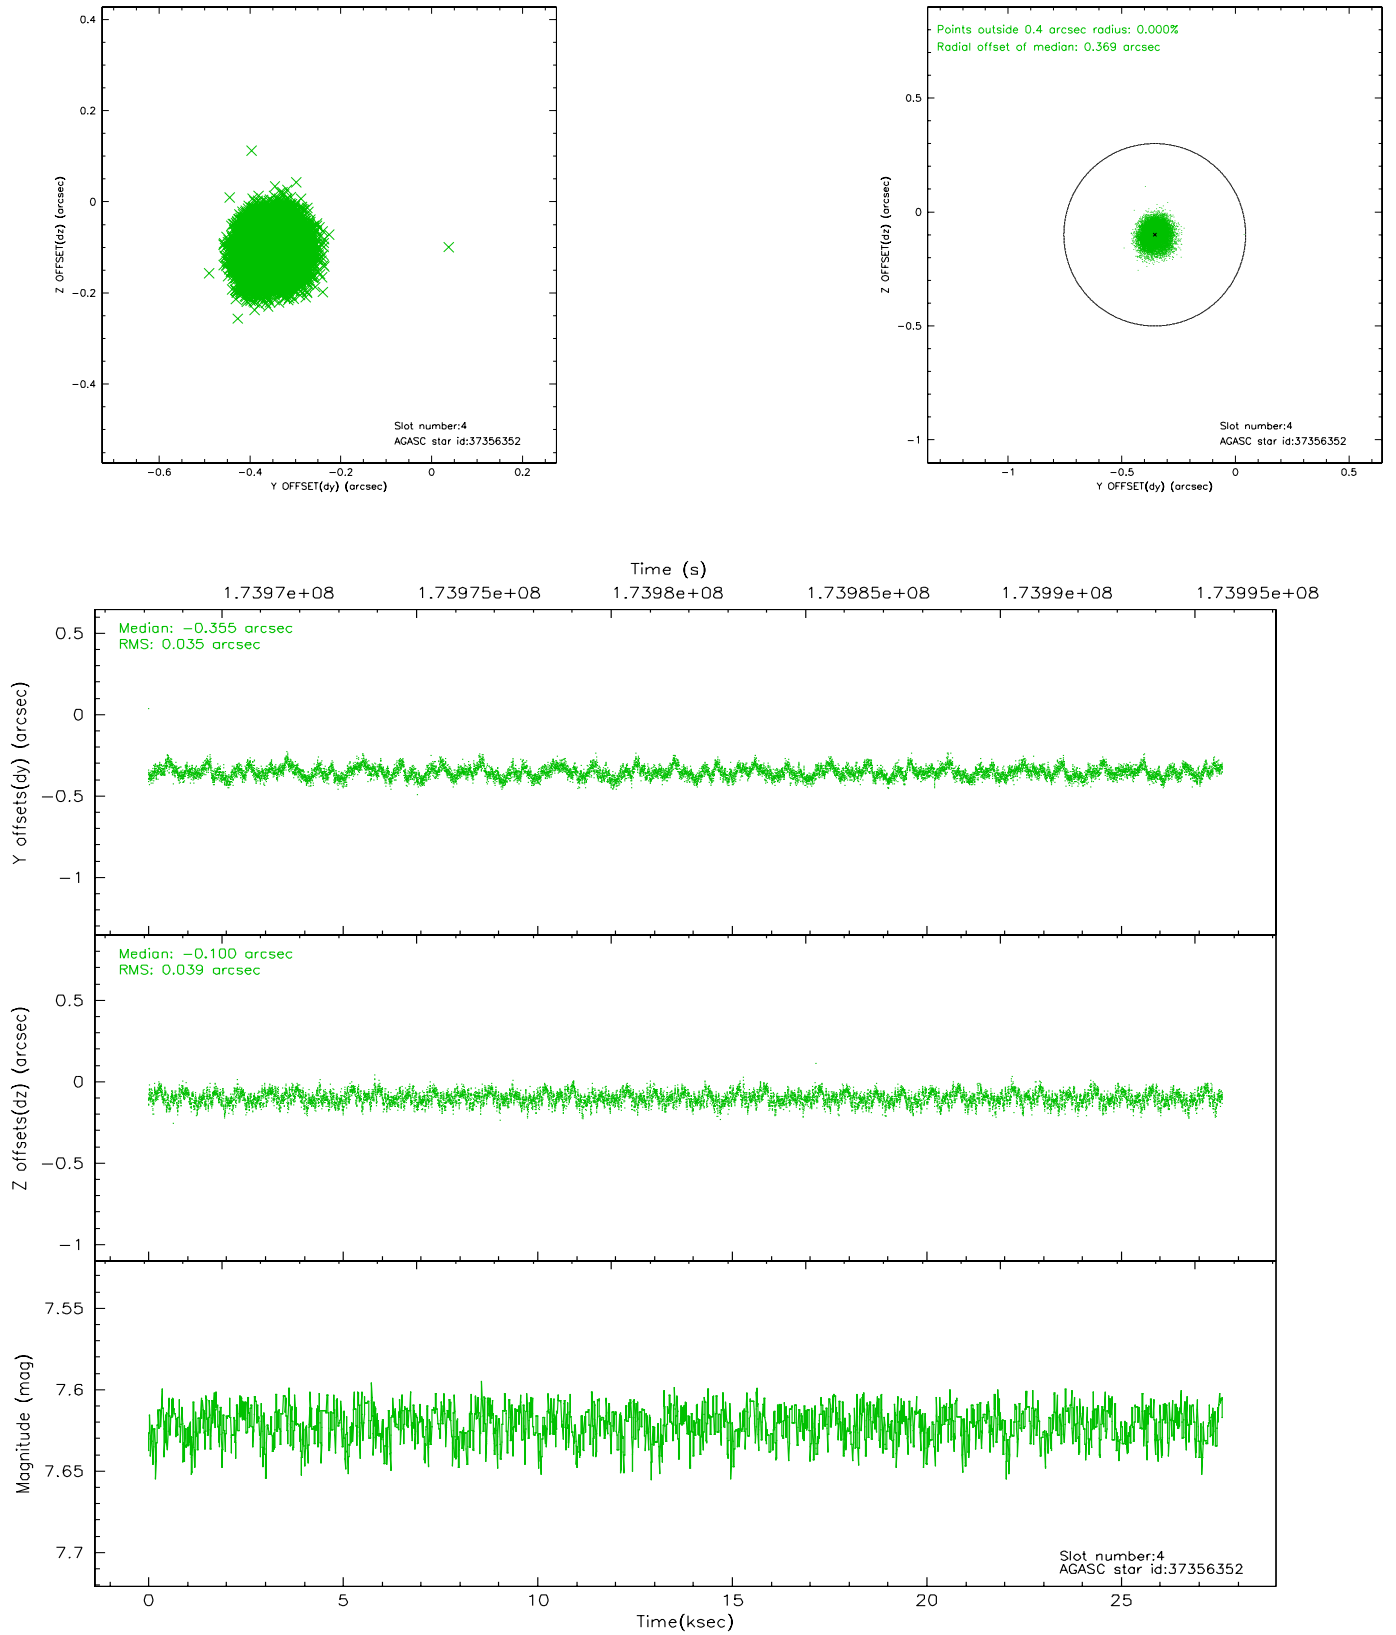 0.4
0.2
0
−0.2
−0.4
Z OFFSET(dz) (arcsec)
Slot number:4
AGASC star id:37356352
−0.6 −0.4 −0.2 0 0.2
Y OFFSET(dy) (arcsec)
Points outside 0.4 arcsec radius: 0.000%
Radial offset of median: 0.369 arcsec
0.5
0
−0.5
−1
Z OFFSET(dz) (arcsec)
Slot number:4
AGASC star id:37356352
−1 −0.5 0 0.5
Y OFFSET(dy) (arcsec)
Time (s)
1.7397e+08 1.73975e+08 1.7398e+08 1.73985e+08 1.7399e+08 1.73995e+08
Median: −0.355 arcsec
RMS: 0.035 arcsec
0.5
0
−0.5
−1
Y offsets(dy) (arcsec)
Median: −0.100 arcsec
RMS: 0.039 arcsec
0.5
0
−0.5
−1
Z offsets(dz) (arcsec)
7.55
7.6
7.65
7.7
Magnitude (mag)
Slot number:4
AGASC star id:37356352
0 5 10 15 20 25
Time(ksec)